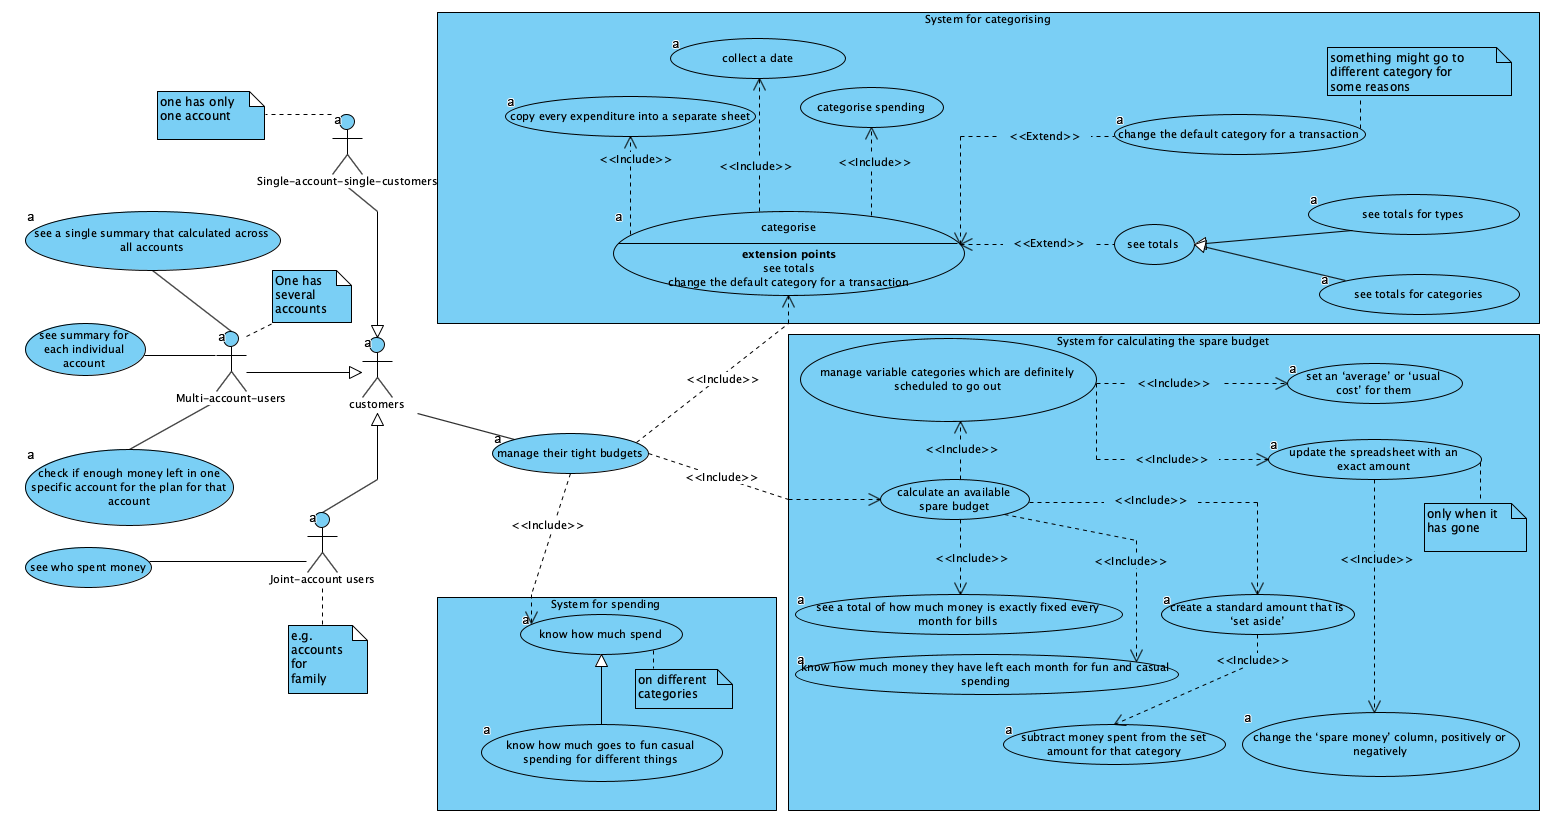 System for categorising
a
collect a date
something might go to
different category for
some reasons
one has only
one account
a
copy every expenditure into a separate sheet
categorise spending
a
change the default category for a transaction
<<Extend>>
a
Single-account-single-customers
<<Include>>
<<Include>>
<<Include>>
a
see a single summary that calculated across
all accounts
a
categorise
extension points
see totals
change the default category for a transaction
<<Extend>>
see totals
a
see totals for types
a
see totals for categories
One has
several
accounts
see summary for
each individual
account
a
Multi-account-users
a
customers
<<Include>>
System for calculating the spare budget
manage variable categories which are definitely
scheduled to go out
<<Include>>
a
set an ‘average’ or ‘usual
cost’ for them
a
manage their tight budgets
a
check if enough money left in one
specific account for the plan for that
account
<<Include>>
<<Include>>
a
update the spreadsheet with an
exact amount
<<Include>>
calculate an available
spare budget
<<Include>>
only when it
has gone
a
Joint-account users
see who spent money
<<Include>>
<<Include>>
<<Include>>
<<Include>>
a
see a total of how much money is exactly fixed every
month for bills
a
create a standard amount that is
‘set aside’
System for spending
a
know how much spend
e.g.
accounts
for
family
on different
categories
a
know how much money they have left each month for fun and casual
spending
<<Include>>
a
know how much goes to fun casual
spending for different things
a
subtract money spent from the set
amount for that category
a
change the ‘spare money’ column, positively or
negatively